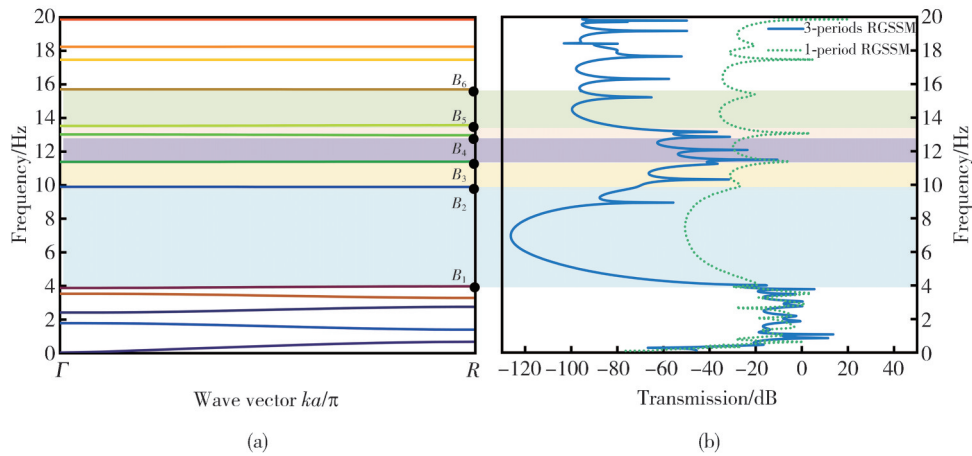 20
18
16
14
12
10
8
6
4
2
0
Frequency/Hz
B6
B5
B4
B3
B2
B1
Γ
R
Wave vector ka/π
(a)
3-periods RGSSM
1-period RGSSM
20
18
16
14
12
10
8
6
4
2
0
Frequency/Hz
−120 −100 −80 −60 −40 −20 0 20 40
Transmission/dB
(b)